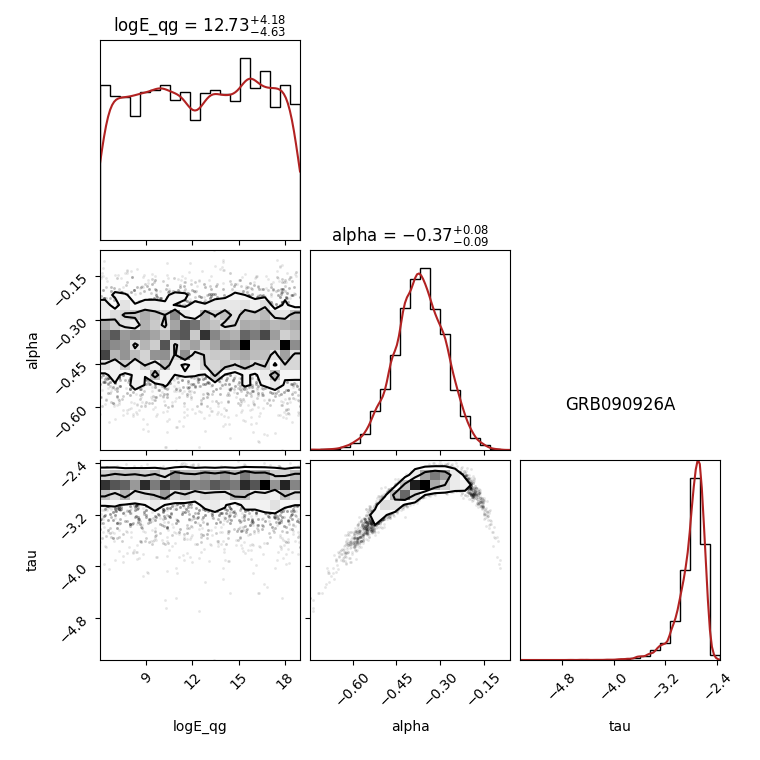 logE_qg = 12.73^{+4.18}_{−4.63}
alpha = −0.37^{+0.08}_{−0.09}
alpha
−0.15
−0.30
−0.45
−0.60
GRB090926A
tau
−2.4
−3.2
−4.0
−4.8
9 12 15 18
−0.60 −0.45 −0.30 −0.15
−4.8 −4.0 −3.2 −2.4
logE_qg alpha tau